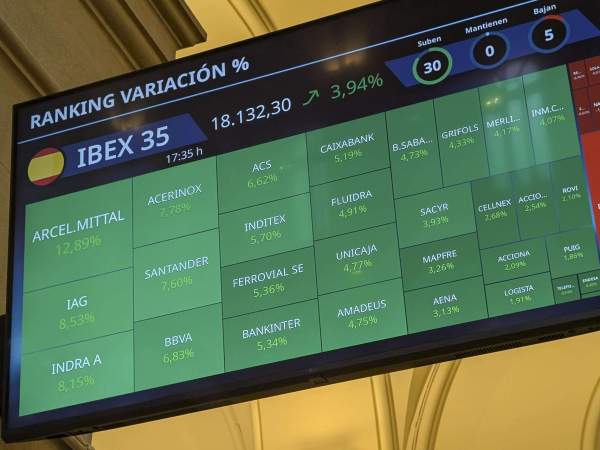 RANKING VARIACIÓN %
Suben
30
Mantienen
0
Bajan
5
IBEX 35
17:35 h
18.132,30
3,94%
ARCEL.MITTAL
12,89%
IAG
8,53%
INDRA A
8,15%
ACERINOX
7,78%
SANTANDER
7,60%
BBVA
6,83%
ACS
6,62%
INDITEX
5,70%
FERROVIAL SE
5,36%
BANKINTER
5,34%
CAIXABANK
5,19%
FLUIDRA
4,91%
UNICAJA
4,77%
AMADEUS
4,75%
B.SABA...
4,73%
GRIFOLS
4,33%
MERLI...
4,17%
INM.C...
4,07%
SACYR
3,93%
MAPFRE
3,26%
AENA
3,13%
CELLNEX
2,68%
ACCIO...
2,54%
ROVI
2,10%
ACCIONA
2,09%
LOGISTA
1,91%
PUIG
1,86%